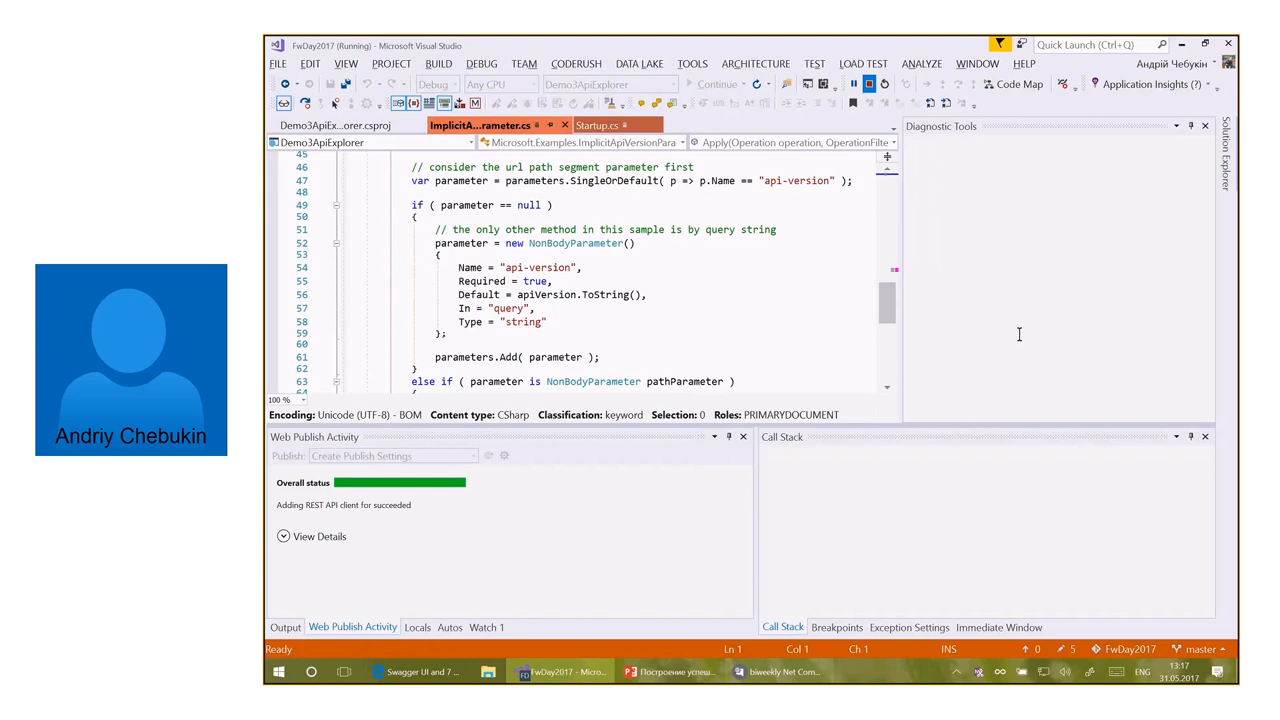 FwDay2017 (Running) - Microsoft Visual Studio
Quick Launch (Ctrl+Q)
FILE EDIT VIEW PROJECT BUILD DEBUG TEAM CODERUSH DATA LAKE TOOLS ARCHITECTURE TEST LOAD TEST ANALYZE WINDOW HELP Андрій Чебукін
Debug Any CPU Demo3ApiExplorer Continue Code Map Application Insights (?)
Demo3ApiEx...orer.csproj ImplicitA...rameter.cs Startup.cs
Demo3ApiExplorer Microsoft.Examples.ImplicitApiVersionPara Apply(Operation operation, OperationFilte
45
46 // consider the url path segment parameter first
47 var parameter = parameters.SingleOrDefault( p => p.Name == "api-version" );
48
49 if ( parameter == null )
50 {
51 // the only other method in this sample is by query string
52 parameter = new NonBodyParameter()
53 {
54 Name = "api-version",
55 Required = true,
56 Default = apiVersion.ToString(),
57 In = "query",
58 Type = "string"
59 };
60
61 parameters.Add( parameter );
62 }
63 else if ( parameter is NonBodyParameter pathParameter )
64 {
100 %
Encoding: Unicode (UTF-8) - BOM Content type: CSharp Classification: keyword Selection: 0 Roles: PRIMARYDOCUMENT
Diagnostic Tools
Solution Explorer
Andriy Chebukin
Web Publish Activity
Publish: Create Publish Settings
Overall status
Adding REST API client for succeeded
View Details
Output Web Publish Activity Locals Autos Watch 1
Call Stack
Call Stack Breakpoints Exception Settings Immediate Window
Ready Ln 1 Col 1 Ch 1 INS 0 5 FwDay2017 master
Swagger UI and 7 ... FwDay2017 - Micro... Построение успеш... biweekly Net Com... ENG 13:17
31.05.2017